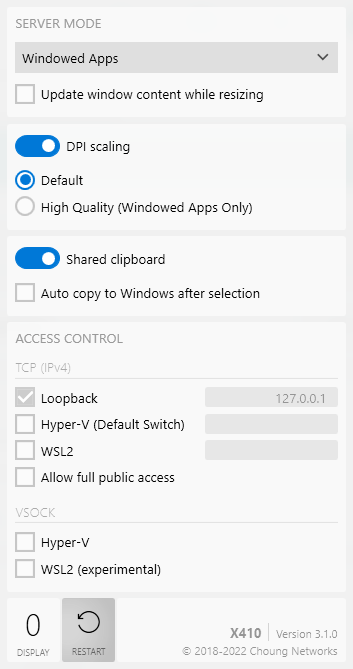 SERVER MODE
Windowed Apps
Update window content while resizing
DPI scaling
Default
High Quality (Windowed Apps Only)
Shared clipboard
Auto copy to Windows after selection
ACCESS CONTROL
TCP (IPv4)
Loopback 127.0.0.1
Hyper-V (Default Switch)
WSL2
Allow full public access
VSOCK
Hyper-V
WSL2 (experimental)
0
DISPLAY
RESTART
X410 Version 3.1.0
© 2018-2022 Choung Networks